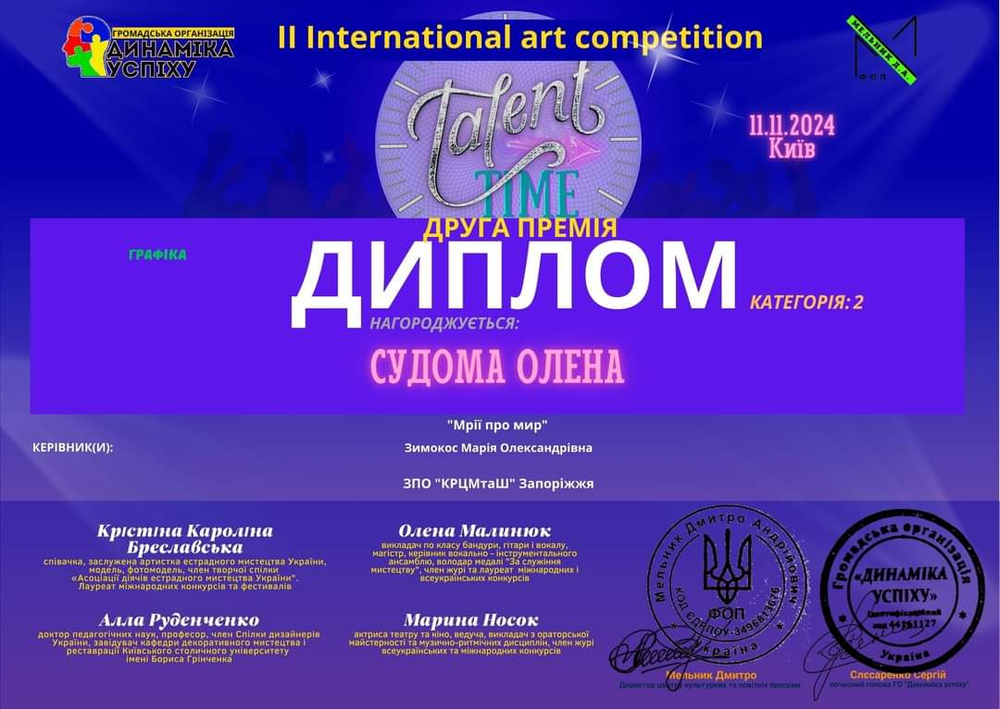 ГРОМАДСЬКА ОРГАНІЗАЦІЯ
ДИНАМІКА
УСПІХУ
II International art competition
МЕЛЬНИК Д.А.
ФОП
Talent
TIME
11.11.2024
Київ
ДРУГА ПРЕМІЯ
ГРАФІКА
ДИПЛОМ
КАТЕГОРІЯ: 2
НАГОРОДЖУЄТЬСЯ:
СУДОМА ОЛЕНА
"Мрії про мир"
КЕРІВНИК(И):
Зимокос Марія Олександрівна
ЗПО "КРЦМтаШ" Запоріжжя
Крістіна Кароліна
Бреславська
співачка, заслужена артистка естрадного мистецтва України,
модель, фотомодель, член творчої спілки
«Асоціації діячів естрадного мистецтва України".
Лауреат міжнародних конкурсів та фестивалів
Олена Малинюк
викладач по класу бандури, гітари і вокалу,
магістр, керівник вокально - інструментального
ансамблю, володар медалі "За служіння
мистецтву", член журі та лауреат міжнародних і
всеукраїнських конкурсів
Алла Руденченко
доктор педагогічних наук, професор, член Спілки дизайнерів
України, завідувач кафедри декоративного мистецтва і
реставрації Київського столичного університету
імені Бориса Грінченка
Марина Носок
актриса театру та кіно, ведуча, викладач з ораторської
майстерності та музично-ритмічних дисциплін, член журі
всеукраїнських та міжнародних конкурсів
Мельник Дмитро Андрійович
ФОП
КОД ЄДРПОУ-3496813676
Україна
Мельник Дмитро
Директор центру культурних та освітніх програм
Громадська організація
«ДИНАМІКА
УСПІХУ»
Ідентифікаційний
код 44161127
Україна
Слєсаренко Сергій
почесний голова ГО "Динаміка успіху"